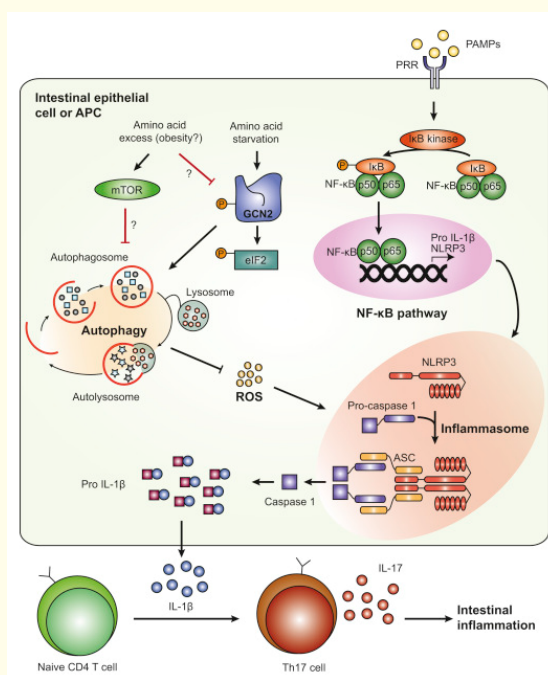 PAMPs
PRR
Intestinal epithelial
cell or APC
Amino acid
excess (obesity?)
Amino acid
starvation
IκB kinase
?
P
IκB
IκB
mTOR
NF-κB
p50
p65
NF-κB
p50
p65
P
GCN2
?
Pro IL-1β
NLRP3
P
eIF2
NF-κB
p50
p65
Autophagosome
Lysosome
NF-κB pathway
Autophagy
NLRP3
Autolysosome
ROS
Pro-caspase 1
Inflammasome
ASC
Pro IL-1β
Caspase 1
IL-17
IL-1β
Intestinal
inflammation
Naive CD4 T cell
Th17 cell